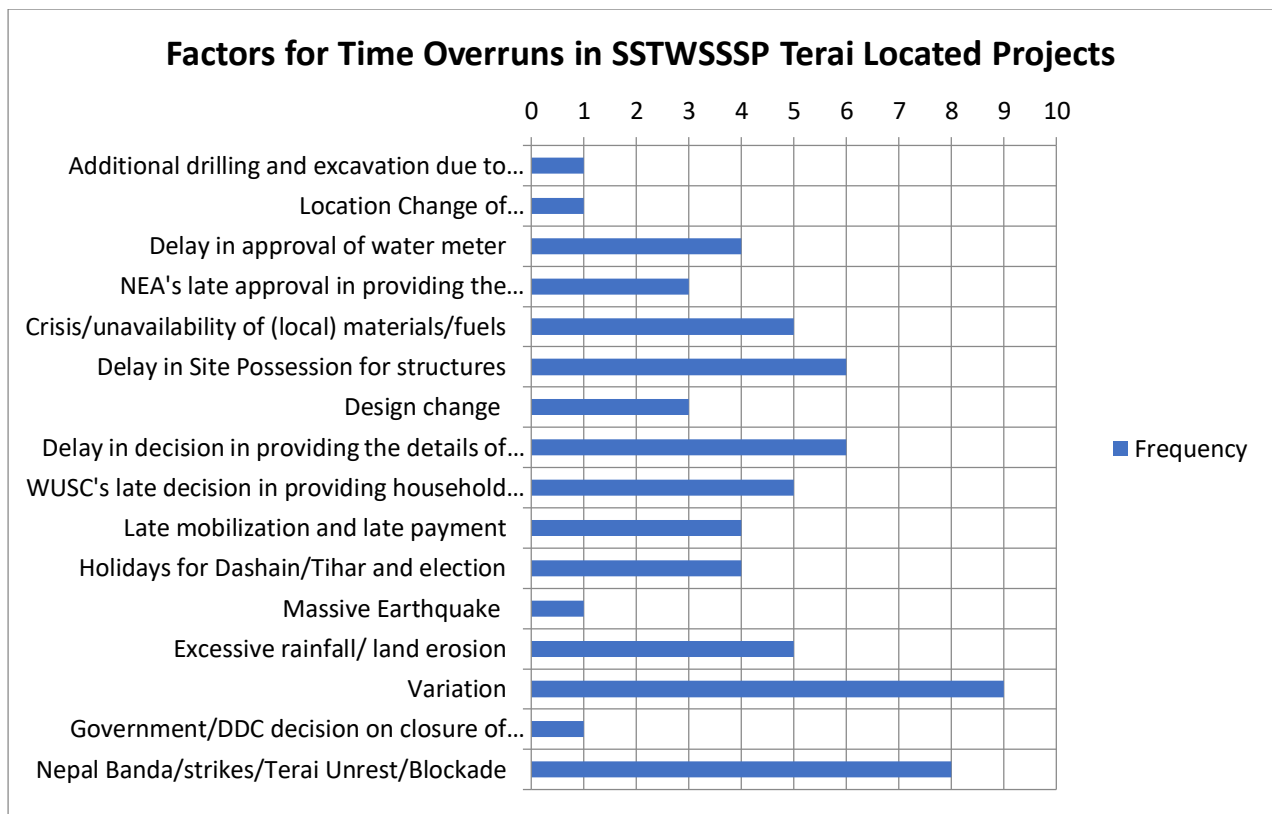 Factors for Time Overruns in SSTWSSSP Terai Located Projects
0 1 2 3 4 5 6 7 8 9 10
Additional drilling and excavation due to...
Location Change of...
Delay in approval of water meter
NEA's late approval in providing the...
Crisis/unavailability of (local) materials/fuels
Delay in Site Possession for structures
Design change
Delay in decision in providing the details of...
WUSC's late decision in providing household...
Late mobilization and late payment
Holidays for Dashain/Tihar and election
Massive Earthquake
Excessive rainfall/ land erosion
Variation
Government/DDC decision on closure of...
Nepal Banda/strikes/Terai Unrest/Blockade
Frequency